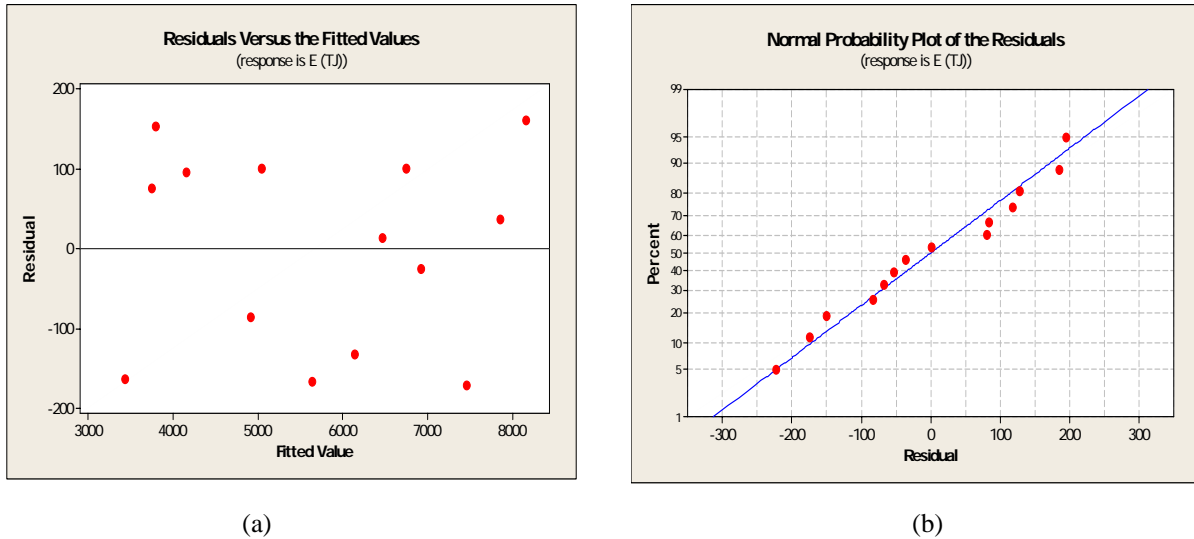 Residuals Versus the Fitted Values
(response is E (TJ))
200
100
0
-100
-200
Residual
3000 4000 5000 6000 7000 8000
Fitted Value
(a)
Normal Probability Plot of the Residuals
(response is E (TJ))
99
95
90
80
70
60
50
40
30
20
10
5
1
Percent
-300 -200 -100 0 100 200 300
Residual
(b)